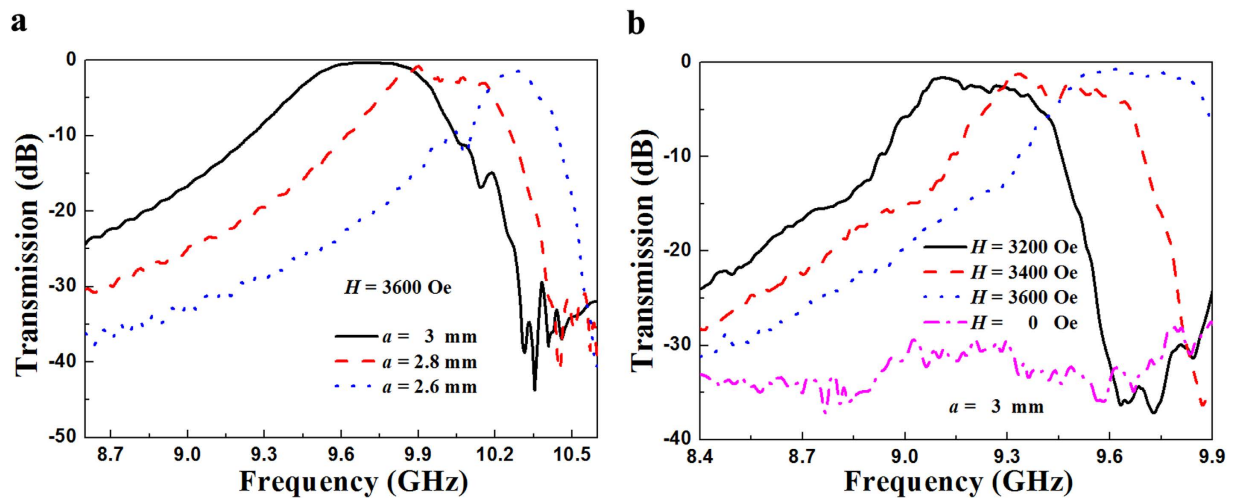 a
Transmission (dB)
0
-10
-20
-30
-40
-50
8.7 9.0 9.3 9.6 9.9 10.2 10.5
Frequency (GHz)
H = 3600 Oe
a = 3 mm
a = 2.8 mm
a = 2.6 mm
b
Transmission (dB)
0
-10
-20
-30
-40
8.4 8.7 9.0 9.3 9.6 9.9
Frequency (GHz)
H = 3200 Oe
H = 3400 Oe
H = 3600 Oe
H = 0 Oe
a = 3 mm